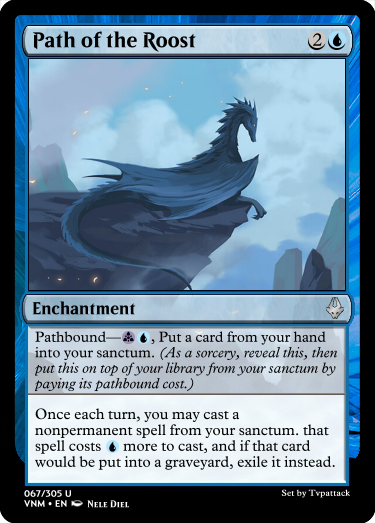 Path of the Roost 2
Enchantment
Pathbound—, Put a card from your hand
into your sanctum. (As a sorcery, reveal this, then
put this on top of your library from your sanctum by
paying its pathbound cost.)
Once each turn, you may cast a
nonpermanent spell from your sanctum. that
spell costs more to cast, and if that card
would be put into a graveyard, exile it instead.
067/305 U Set by Tvpattack
VNM • EN Nele Diel